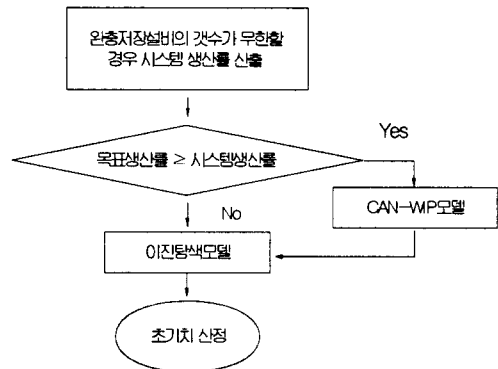 완충저장설비의 갯수가 무한할
경우 시스템 생산률 산출
목표생산률 ≥ 시스템생산률
Yes
No
CAN-WIP모델
이진탐색모델
초기치 산정